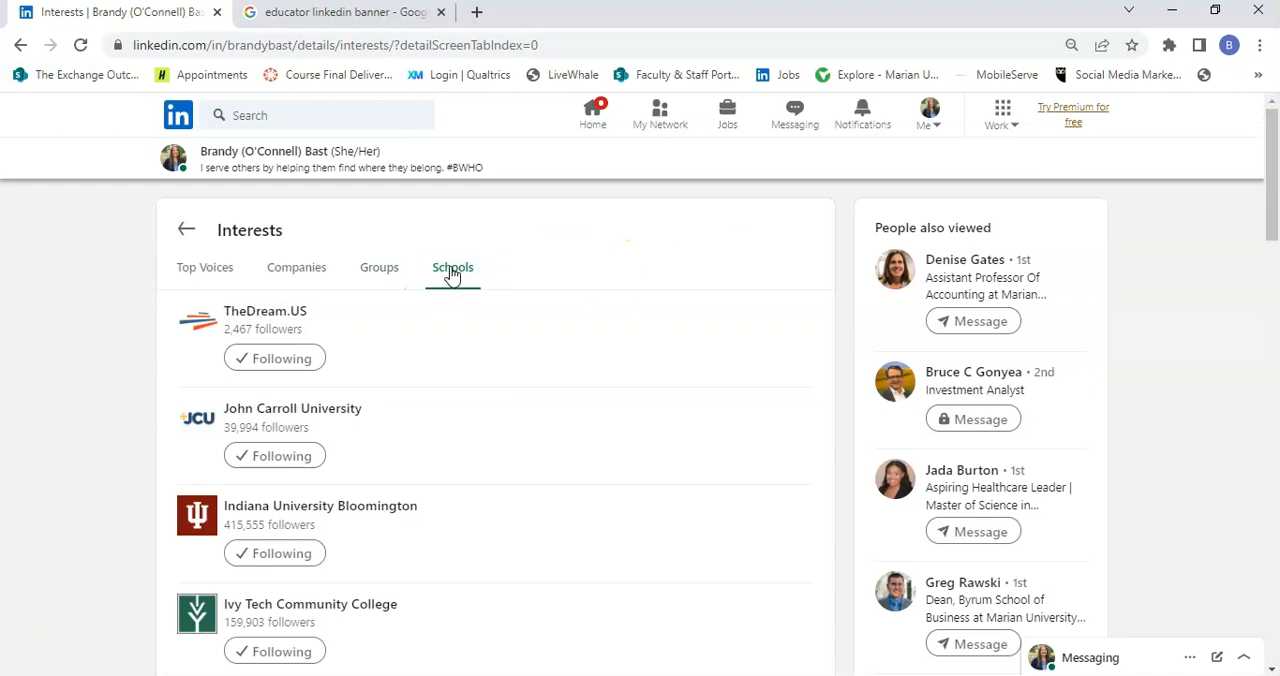 Interests | Brandy (O'Connell) Bas
educator linkedin banner - Goog
linkedin.com/in/brandybast/details/interests/?detailScreenTabIndex=0
B
The Exchange Outc...
Appointments
Course Final Deliver...
XM Login | Qualtrics
LiveWhale
Faculty & Staff Port...
Jobs
Explore - Marian U...
MobileServe
Social Media Marke...
in
Search
Home
My Network
Jobs
Messaging
Notifications
Me
Work
Try Premium for
free
Brandy (O'Connell) Bast (She/Her)
I serve others by helping them find where they belong. #BWHO
Interests
Top Voices
Companies
Groups
Schools
TheDream.US
2,467 followers
Following
JCU
John Carroll University
39,994 followers
Following
Indiana University Bloomington
415,555 followers
Following
Ivy Tech Community College
159,903 followers
Following
People also viewed
Denise Gates • 1st
Assistant Professor Of
Accounting at Marian...
Message
Bruce C Gonyea • 2nd
Investment Analyst
Message
Jada Burton • 1st
Aspiring Healthcare Leader |
Master of Science in...
Message
Greg Rawski • 1st
Dean, Byrum School of
Business at Marian University...
Message
Messaging